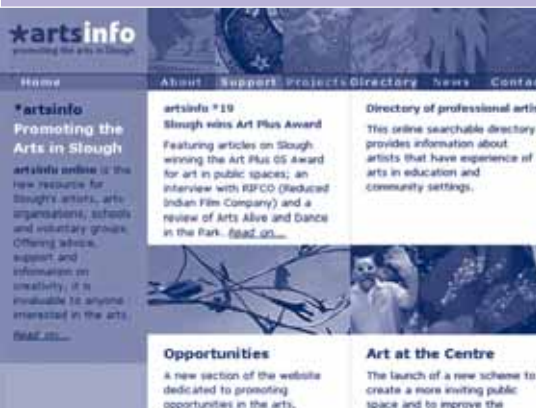 *artsinfo
promoting the arts in Slough
Home
About Support Projects Directory News Contac
*artsinfo
Promoting the
Arts in Slough
artsinfo online is the
new resource for
Slough's artists, arts
organisations, schools
and voluntary groups.
Offering advice,
support and
information on
creativity, it is
invaluable to anyone
interested in the arts.
Read on...
artsinfo *19
Slough wins Art Plus Award
Featuring articles on Slough
winning the Art Plus 05 Award
for art in public spaces; an
interview with RIFCO (Reduced
Indian Film Company) and a
review of Arts Alive and Dance
in the Park. Read on...
Directory of professional artis
This online searchable directory
provides information about
artists that have experience of
arts in education and
community settings.
Opportunities
A new section of the website
dedicated to promoting
opportunities in the arts.
Art at the Centre
The launch of a new scheme to
create a more inviting public
space and to improve the